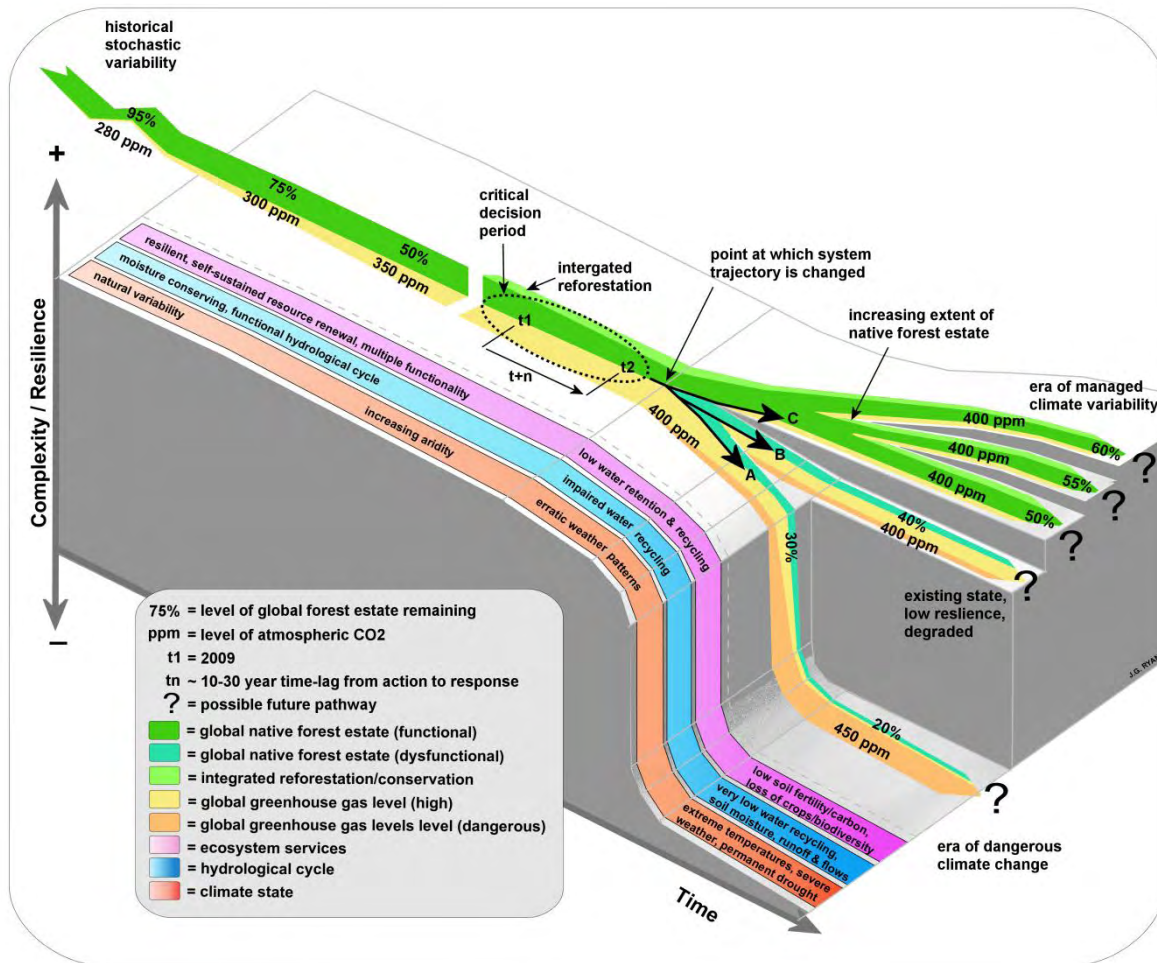 historical
stochastic
variability
95%
280 ppm
+
75%
300 ppm
50%
350 ppm
critical
decision
period
intergated
reforestation
point at which system
trajectory is changed
increasing extent of
native forest estate
era of managed
climate variability
t1
t2
t+n
400 ppm
A
B
C
400 ppm
60%
?
400 ppm
55%
?
400 ppm
50%
?
40%
400 ppm
?
existing state,
low reslience,
degraded
30%
20%
450 ppm
?
era of dangerous
climate change
Complexity / Resilience
–
resilient, self-sustained resource renewal, multiple functionality
low water retention & recycling
low soil fertility/carbon,
loss of crops/biodiversity
moisture conserving, functional hydrological cycle
impaired water recycling
very low water recycling,
soil moisture, runoff & flows
natural variability
increasing aridity
erratic weather patterns
extreme temperatures, severe
weather, permanent drought
Time
J.G. RYAN
75% = level of global forest estate remaining
ppm = level of atmospheric CO2
t1 = 2009
tn ~ 10-30 year time-lag from action to response
? = possible future pathway
= global native forest estate (functional)
= global native forest estate (dysfunctional)
= integrated reforestation/conservation
= global greenhouse gas level (high)
= global greenhouse gas levels level (dangerous)
= ecosystem services
= hydrological cycle
= climate state